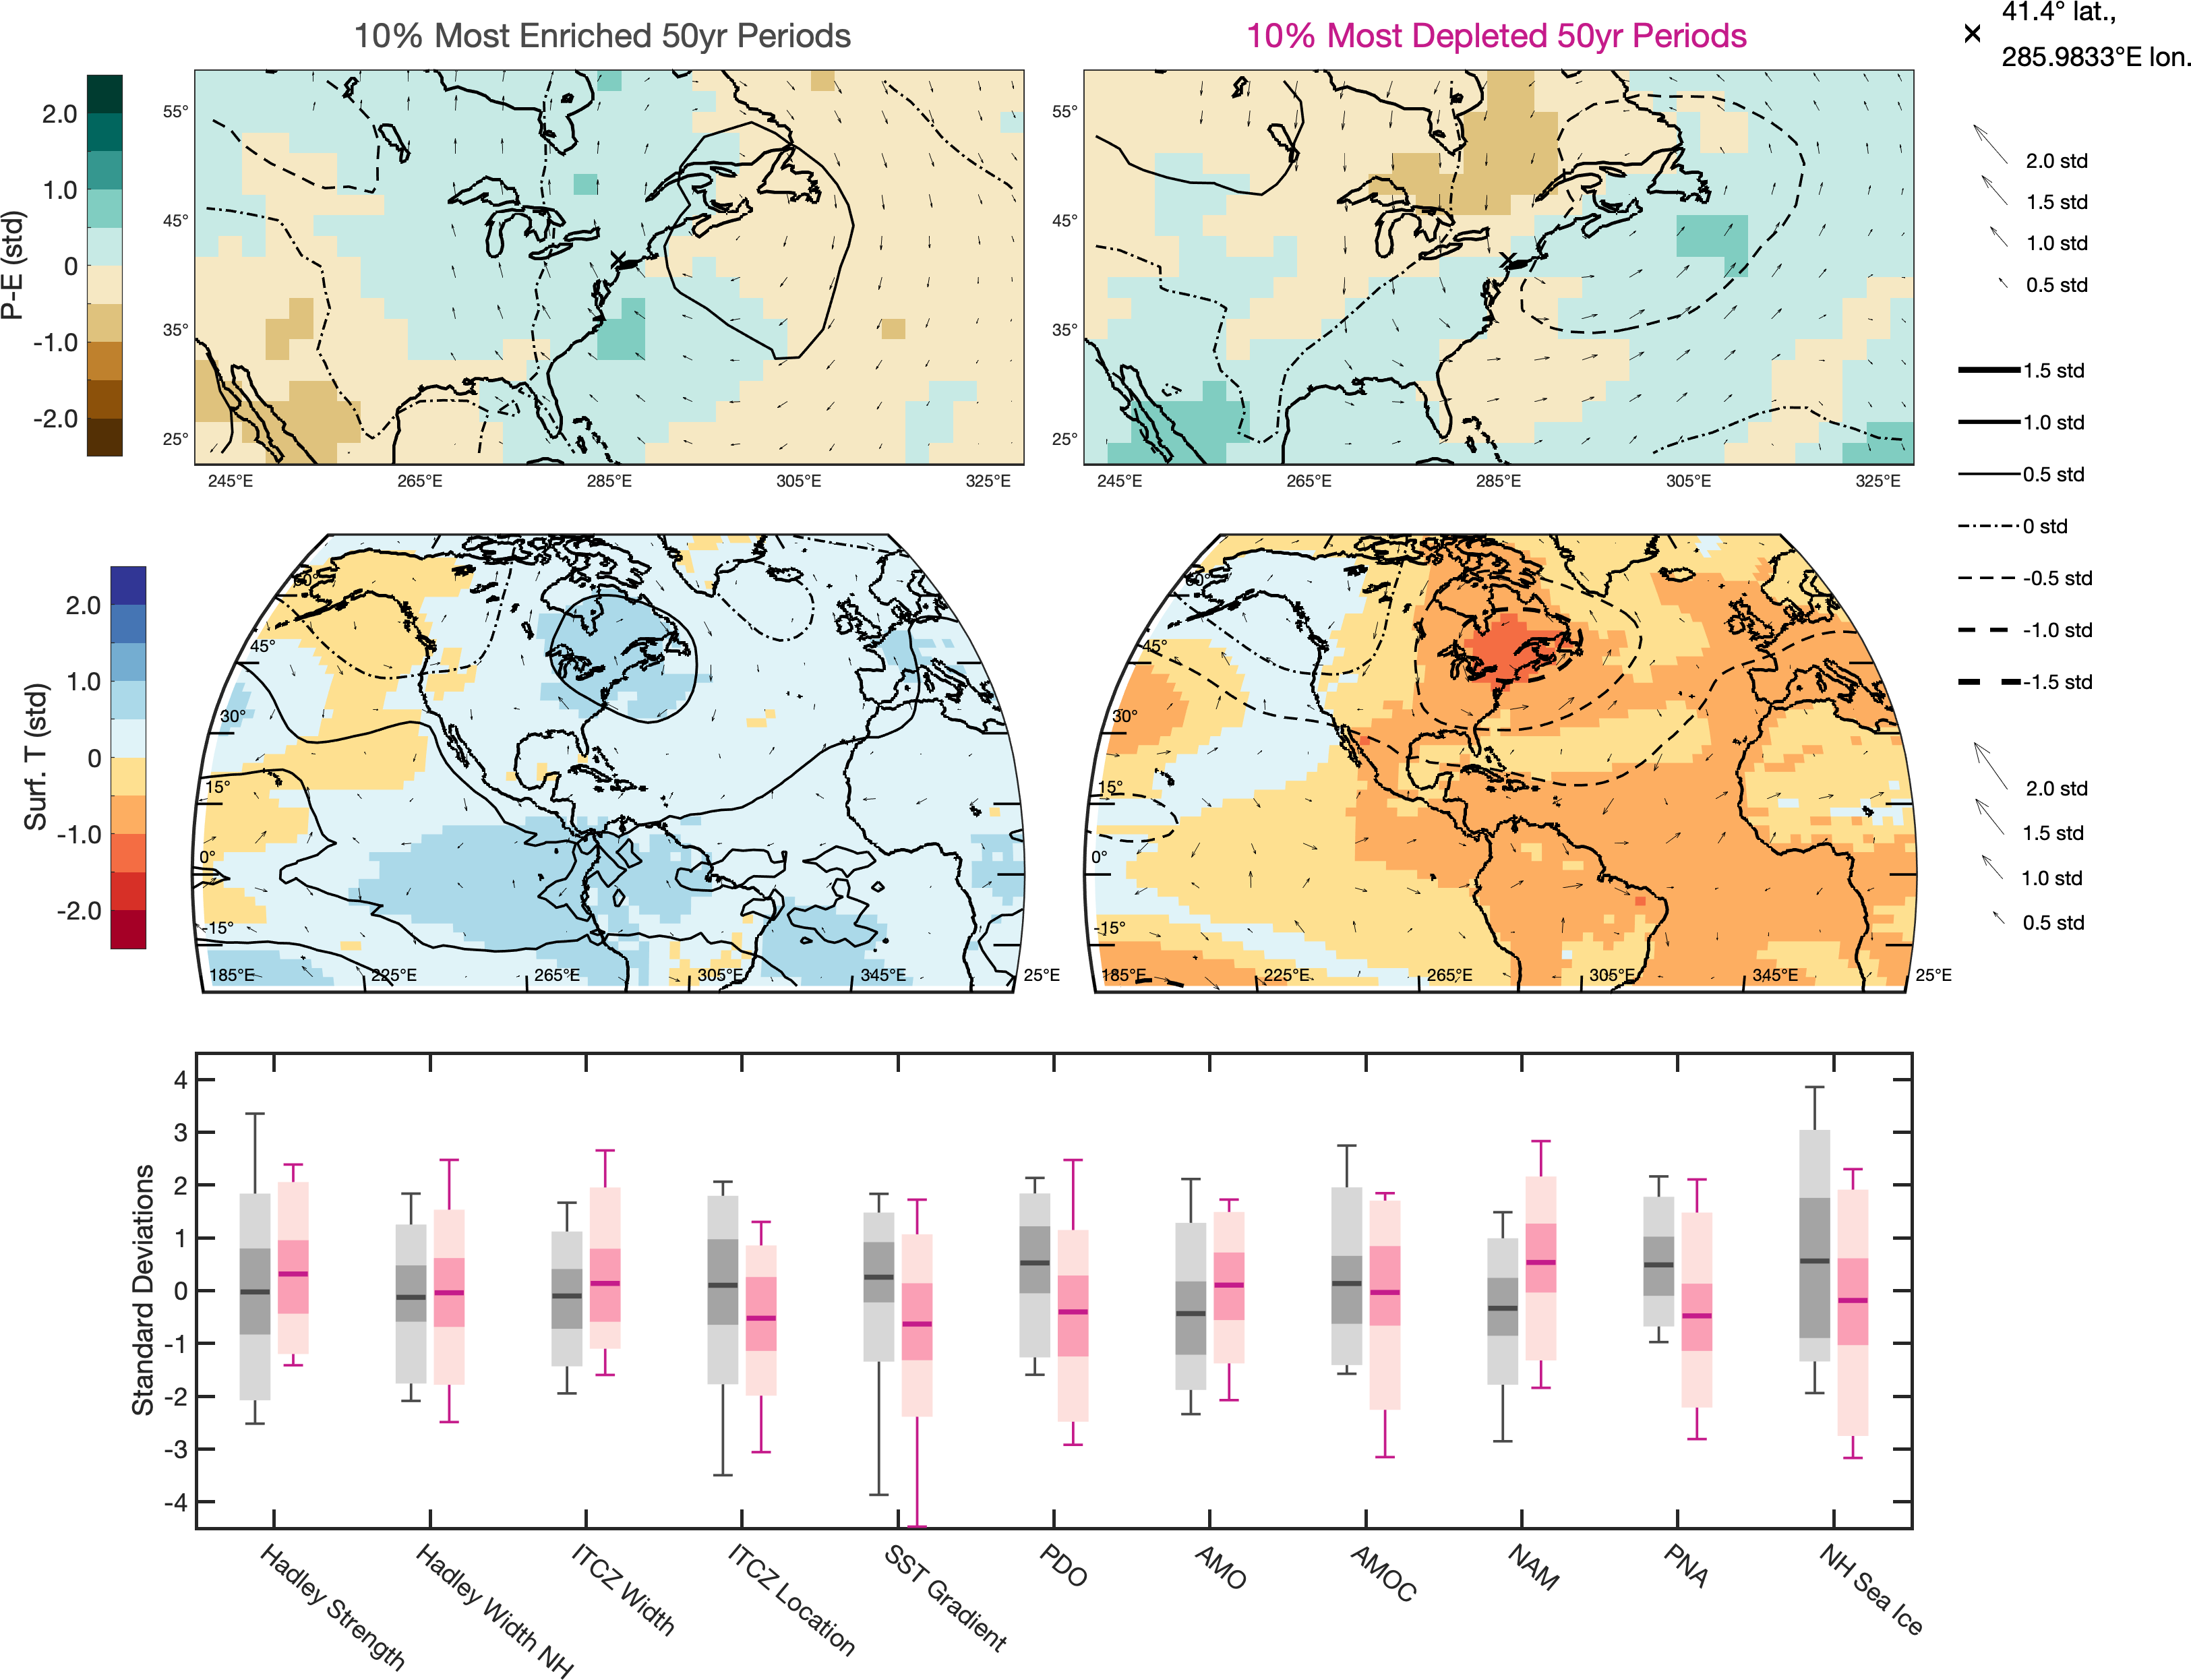 10% Most Enriched 50yr Periods
10% Most Depleted 50yr Periods
41.4° lat.,
285.9833°E lon.
P-E (std)
2.0
1.0
0
-1.0
-2.0
55°
45°
35°
25°
245°E 265°E 285°E 305°E 325°E
55°
45°
35°
25°
245°E 265°E 285°E 305°E 325°E
2.0 std
1.5 std
1.0 std
0.5 std
1.5 std
1.0 std
0.5 std
0 std
-0.5 std
-1.0 std
-1.5 std
2.0 std
1.5 std
1.0 std
0.5 std
Surf. T (std)
2.0
1.0
0
-1.0
-2.0
60°
45°
30°
15°
0°
-15°
185°E 225°E 265°E 305°E 345°E 25°E
60°
45°
30°
15°
0°
-15°
185°E 225°E 265°E 305°E 345°E 25°E
Standard Deviations
4
3
2
1
0
-1
-2
-3
-4
Hadley Strength
Hadley Width NH
ITCZ Width
ITCZ Location
SST Gradient
PDO
AMO
AMOC
NAM
PNA
NH Sea Ice